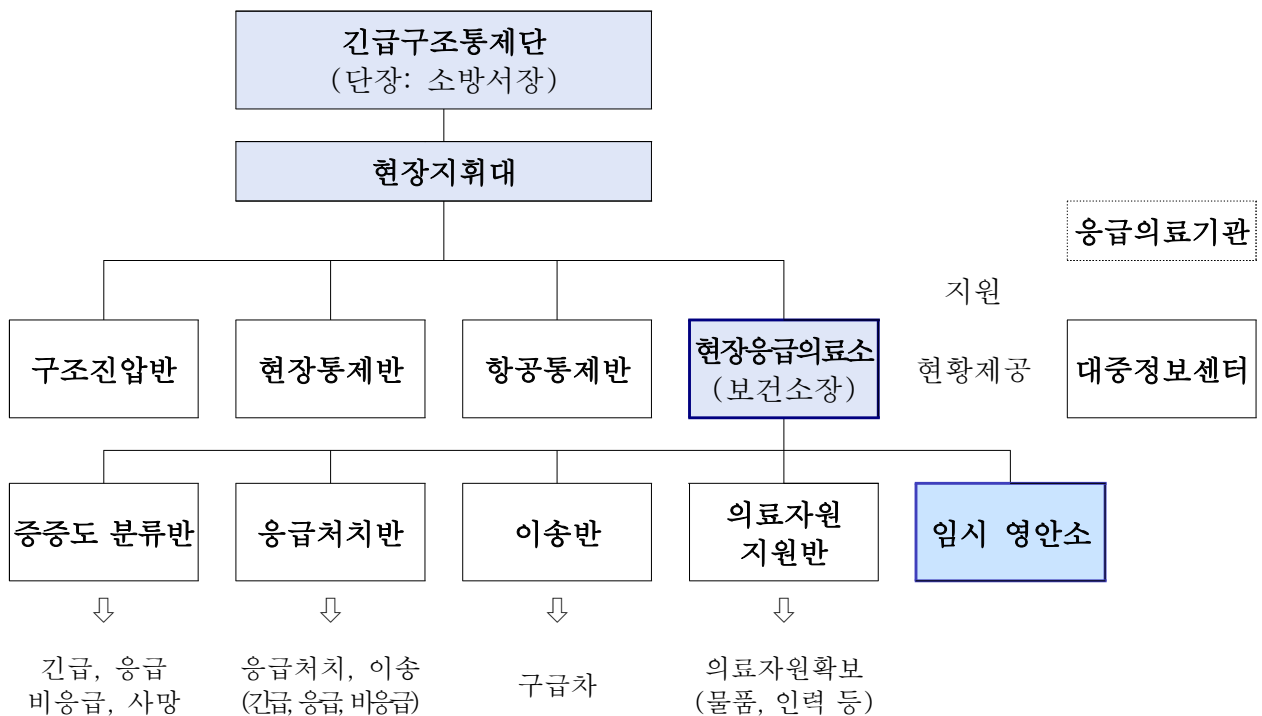 긴급구조통제단
(단장: 소방서장)
현장지휘대
응급의료기관
지원
구조진압반
현장통제반
항공통제반
현장응급의료소
(보건소장)
현황제공
대중정보센터
중증도 분류반
응급처치반
이송반
의료자원
지원반
임시 영안소
⇩ ⇩ ⇩ ⇩
긴급, 응급
비응급, 사망
응급처치, 이송
(긴급, 응급, 비응급)
구급차
의료자원확보
(물품, 인력 등)